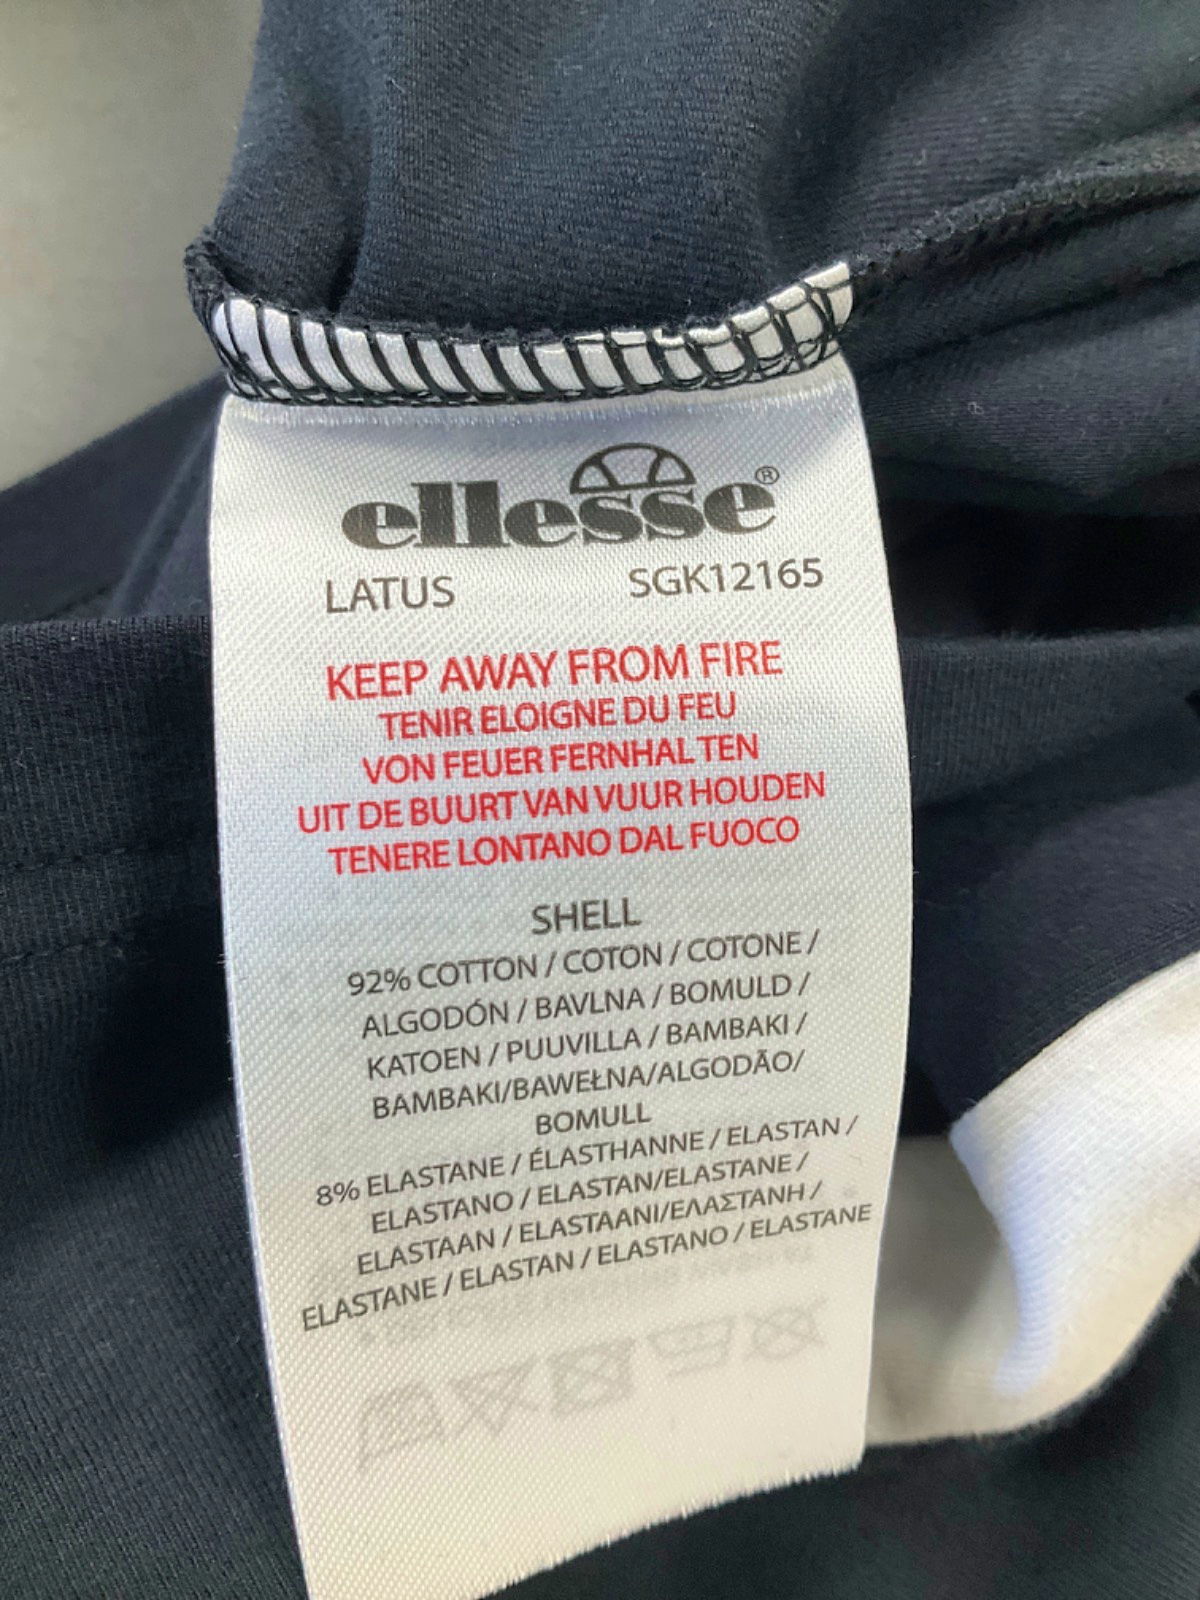 ellesse®
LATUS SGK12165
KEEP AWAY FROM FIRE
TENIR ELOIGNE DU FEU
VON FEUER FERNHALTEN
UIT DE BUURT VAN VUUR HOUDEN
TENERE LONTANO DAL FUOCO
SHELL
92% COTTON / COTON / COTONE /
ALGODÓN / BAVLNA / BOMULD /
KATOEN / PUUVILLA / BAMBAKI /
BAMBAKI/BAWEŁNA/ALGODÃO/
BOMULL
8% ELASTANE / ÉLASTHANNE / ELASTAN /
ELASTANO / ELASTAN/ELASTANE /
ELASTAAN / ELASTAANI/ΕΛΑΣΤΑΝΗ /
ELASTANE / ELASTAN / ELASTANO / ELASTANE